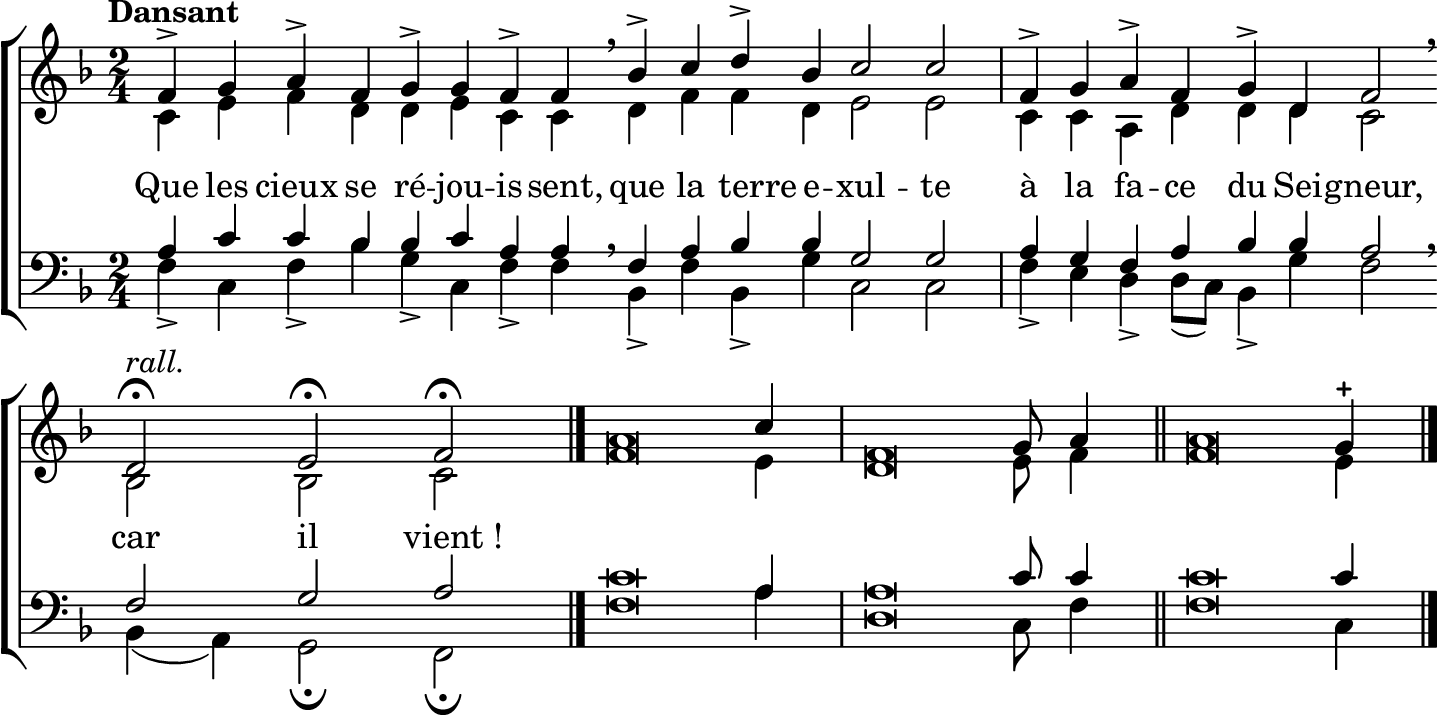 Dansant
Que les cieux se ré-jou-is-sent, que la terre e-xul-te à la fa-ce du Seigneur,
rall.
car il vient !